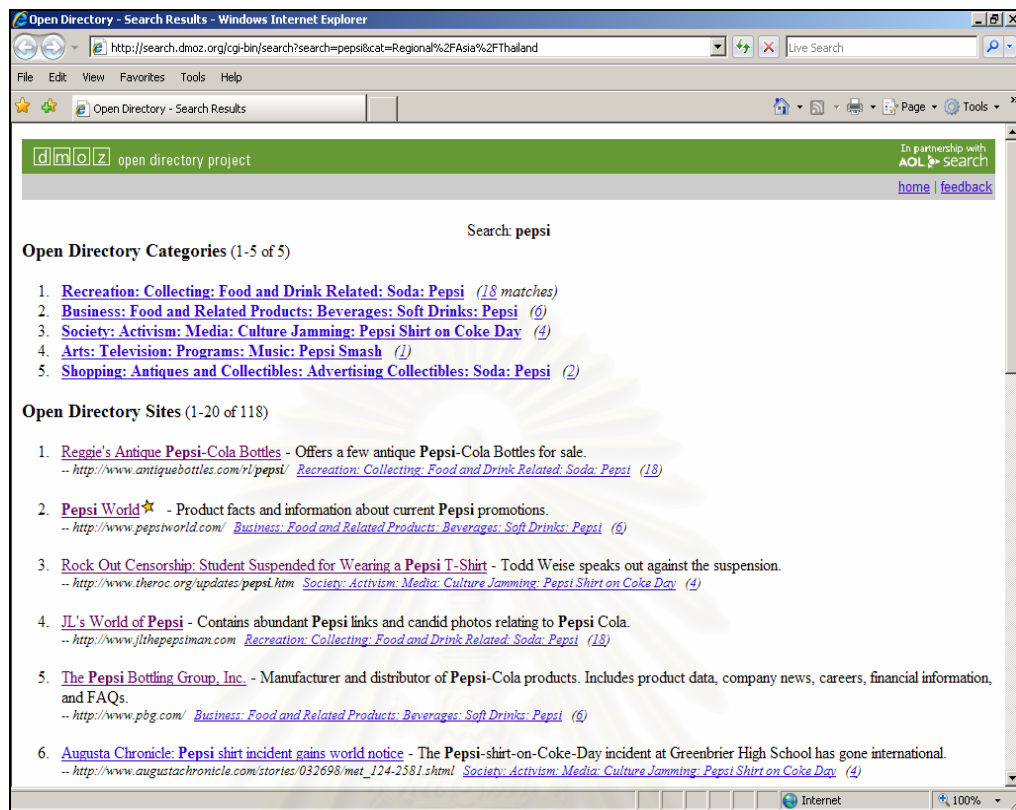 Open Directory - Search Results - Windows Internet Explorer
http://search.dmoz.org/cgi-bin/search?search=pepsi&cat=Regional%2FAsia%2FThailand
Live Search
File Edit View Favorites Tools Help
Open Directory - Search Results
Page Tools
dmoz open directory project
In partnership with
AOL search
home | feedback
Search: pepsi
Open Directory Categories (1-5 of 5)
1. Recreation: Collecting: Food and Drink Related: Soda: Pepsi (18 matches)
2. Business: Food and Related Products: Beverages: Soft Drinks: Pepsi (6)
3. Society: Activism: Media: Culture Jamming: Pepsi Shirt on Coke Day (4)
4. Arts: Television: Programs: Music: Pepsi Smash (1)
5. Shopping: Antiques and Collectibles: Advertising Collectibles: Soda: Pepsi (2)
Open Directory Sites (1-20 of 118)
1. Reggie's Antique Pepsi-Cola Bottles - Offers a few antique Pepsi-Cola Bottles for sale.
-- http://www.antiquebottles.com/rl/pepsi/ Recreation: Collecting: Food and Drink Related: Soda: Pepsi (18)
2. Pepsi World - Product facts and information about current Pepsi promotions.
-- http://www.pepsiworld.com/ Business: Food and Related Products: Beverages: Soft Drinks: Pepsi (6)
3. Rock Out Censorship: Student Suspended for Wearing a Pepsi T-Shirt - Todd Weise speaks out against the suspension.
-- http://www.theroc.org/updates/pepsi.htm Society: Activism: Media: Culture Jamming: Pepsi Shirt on Coke Day (4)
4. JL's World of Pepsi - Contains abundant Pepsi links and candid photos relating to Pepsi Cola.
-- http://www.jlthepepsiman.com Recreation: Collecting: Food and Drink Related: Soda: Pepsi (18)
5. The Pepsi Bottling Group, Inc. - Manufacturer and distributor of Pepsi-Cola products. Includes product data, company news, careers, financial information,
and FAQs.
-- http://www.pbg.com/ Business: Food and Related Products: Beverages: Soft Drinks: Pepsi (6)
6. Augusta Chronicle: Pepsi shirt incident gains world notice - The Pepsi-shirt-on-Coke-Day incident at Greenbrier High School has gone international.
-- http://www.augustachronicle.com/stories/032698/met_124-2581.shtml Society: Activism: Media: Culture Jamming: Pepsi Shirt on Coke Day (4)
Internet 100%